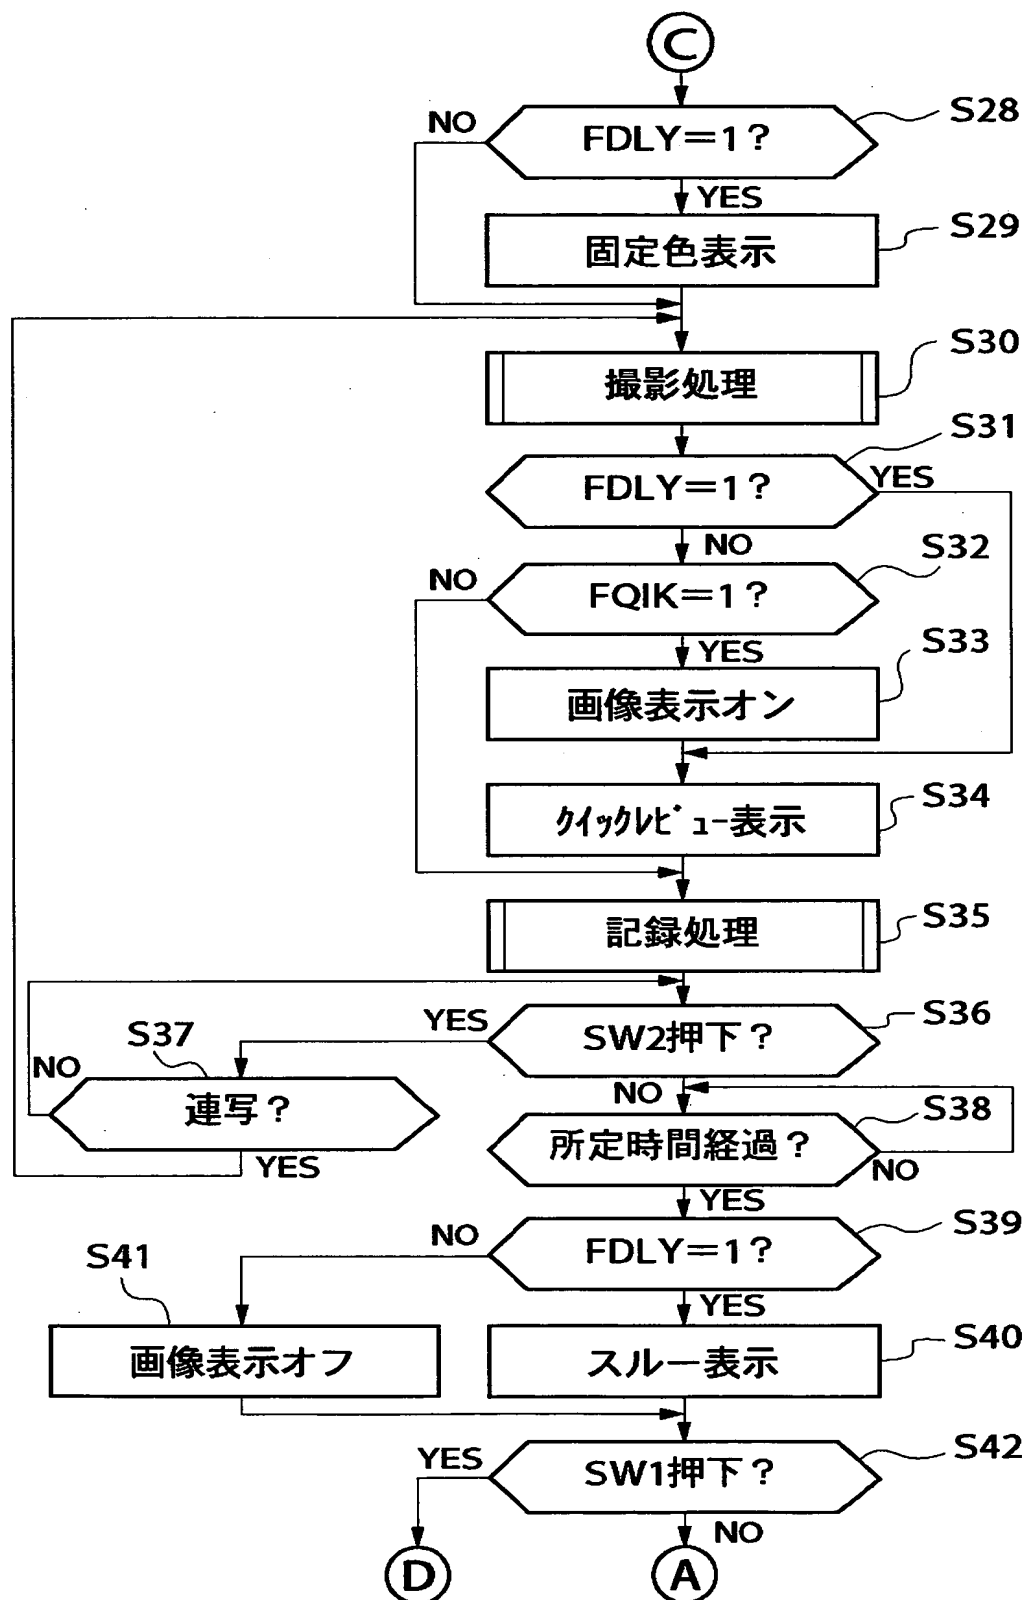 C
S28
NO
FDLY=1?
YES
S29
固定色表示
S30
撮影処理
S31
FDLY=1?
YES
NO
S32
NO
FQIK=1?
YES
S33
画像表示オン
S34
クイックレビュー表示
S35
記録処理
S36
YES
SW2押下?
S37
NO
NO
連写?
YES
S38
所定時間経過?
NO
YES
S39
NO
FDLY=1?
S41
YES
S40
画像表示オフ
スルー表示
S42
YES
SW1押下?
NO
D
A